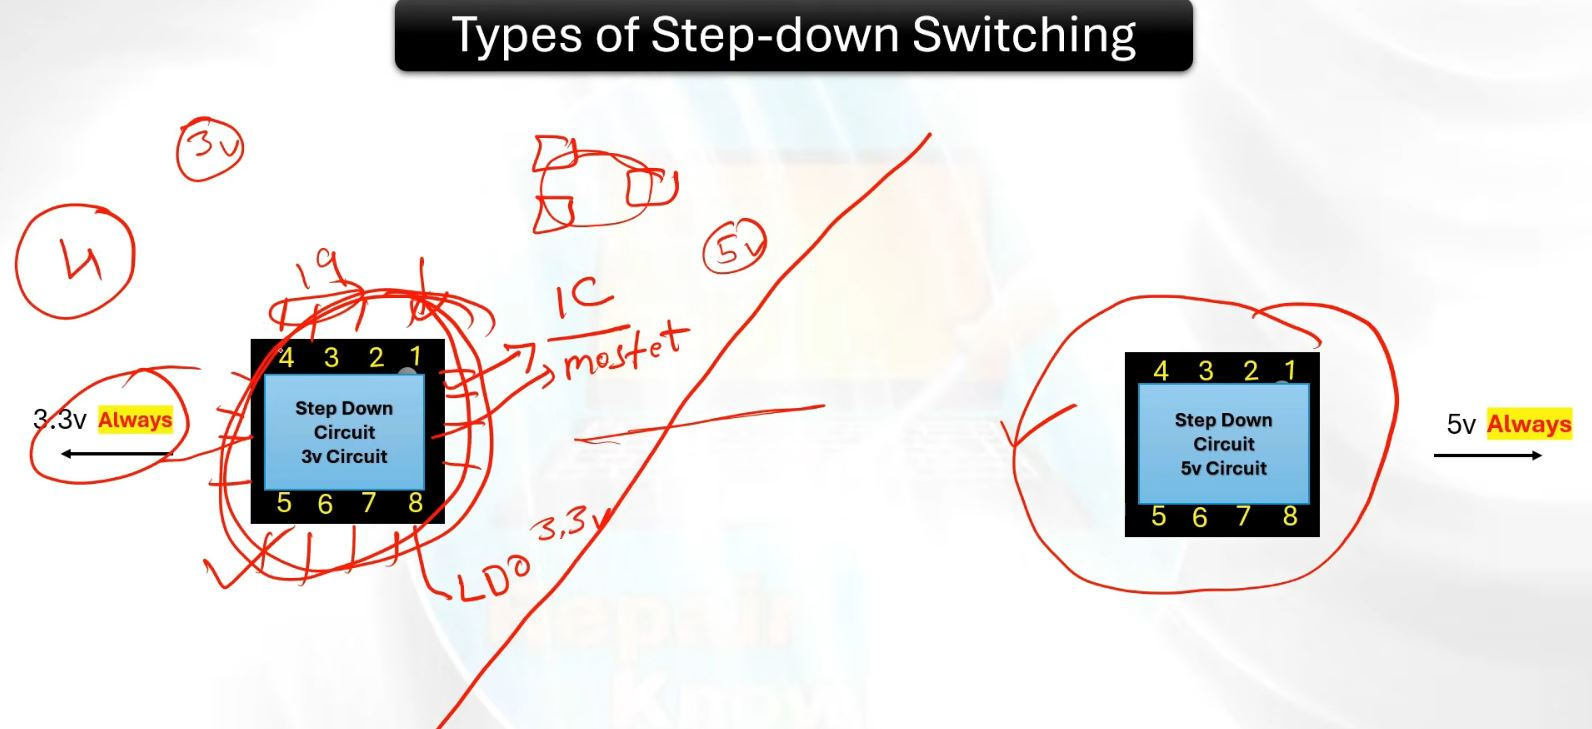 Types of Step-down Switching
3v
4
19
IC
mosfet
5v
3.3v Always
4 3 2 1
Step Down
Circuit
3v Circuit
5 6 7 8
LDO 3.3v
4 3 2 1
Step Down
Circuit
5v Circuit
5 6 7 8
5v Always
Repair
Know